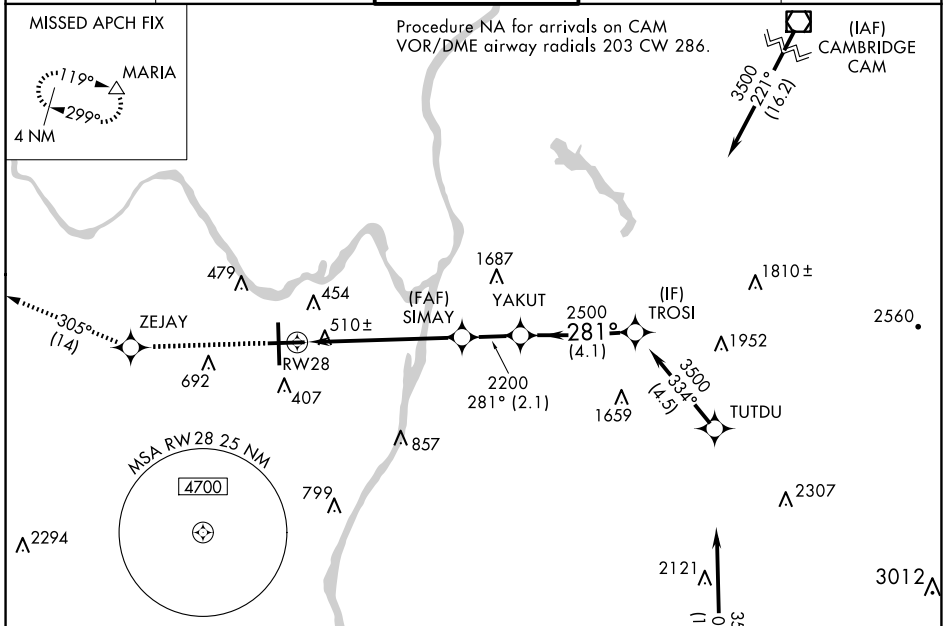 MISSED APCH FIX
119°
MARIA
299°
4 NM
Procedure NA for arrivals on CAM
VOR/DME airway radials 203 CW 286.
(IAF)
CAMBRIDGE
CAM
3500
221°
(16.2)
479
454
1687
1810±
(FAF)
SIMAY
YAKUT
2500
281°
(4.1)
(IF)
TROSI
2560
305°
(14)
ZEJAY
510±
RW28
692
407
2200
281° (2.1)
1952
3500
334°
(4.5)
1659
TUTDU
857
MSA RW 28 25 NM
4700
799
2307
2294
2121
3012